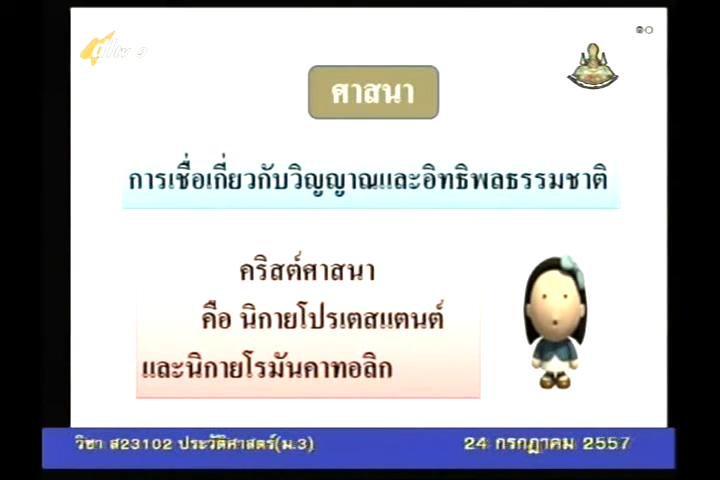 ๑๐
ศาสนา
การเชื่อเกี่ยวกับวิญญาณและอิทธิพลธรรมชาติ
คริสต์ศาสนา
คือ นิกายโปรเตสแตนต์
และนิกายโรมันคาทอลิก
วิชา ส23102 ประวัติศาสตร์(ม.3)
24 กรกฎาคม 2557